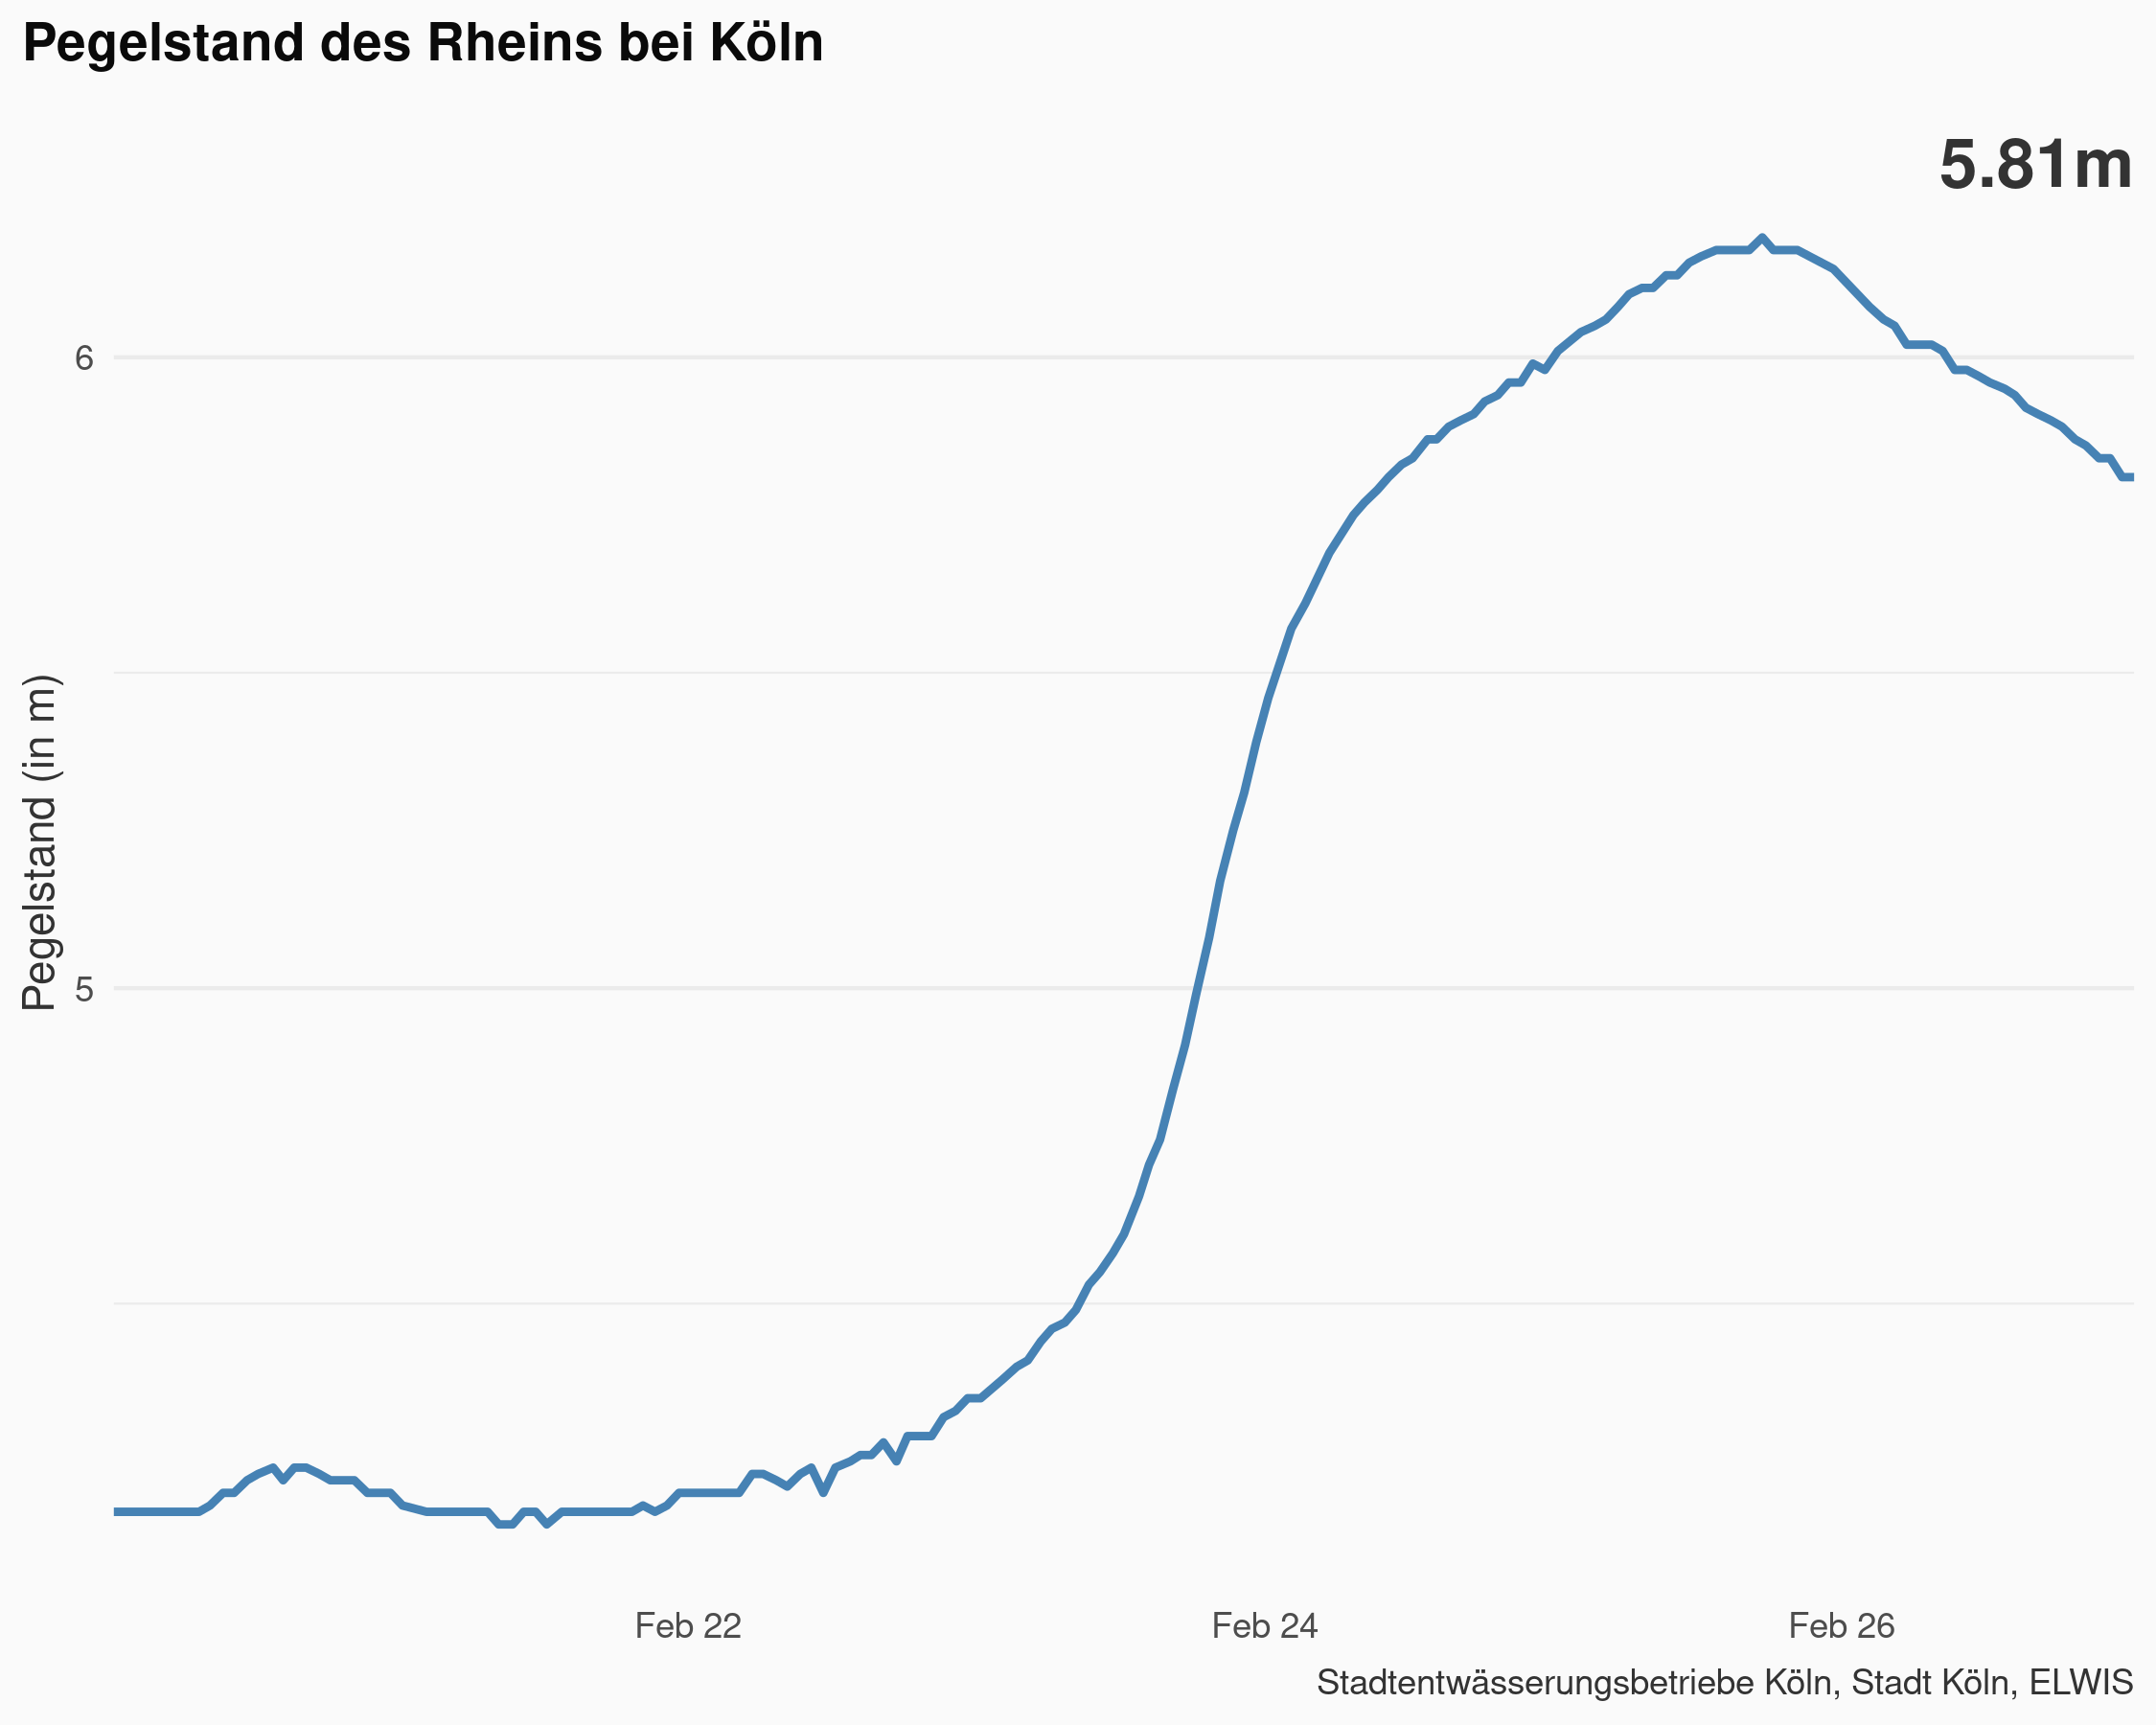 Pegelstand des Rheins bei Köln
5.81m
Pegelstand (in m)
6
5
Feb 22
Feb 24
Feb 26
Stadtentwässerungsbetriebe Köln, Stadt Köln, ELWIS